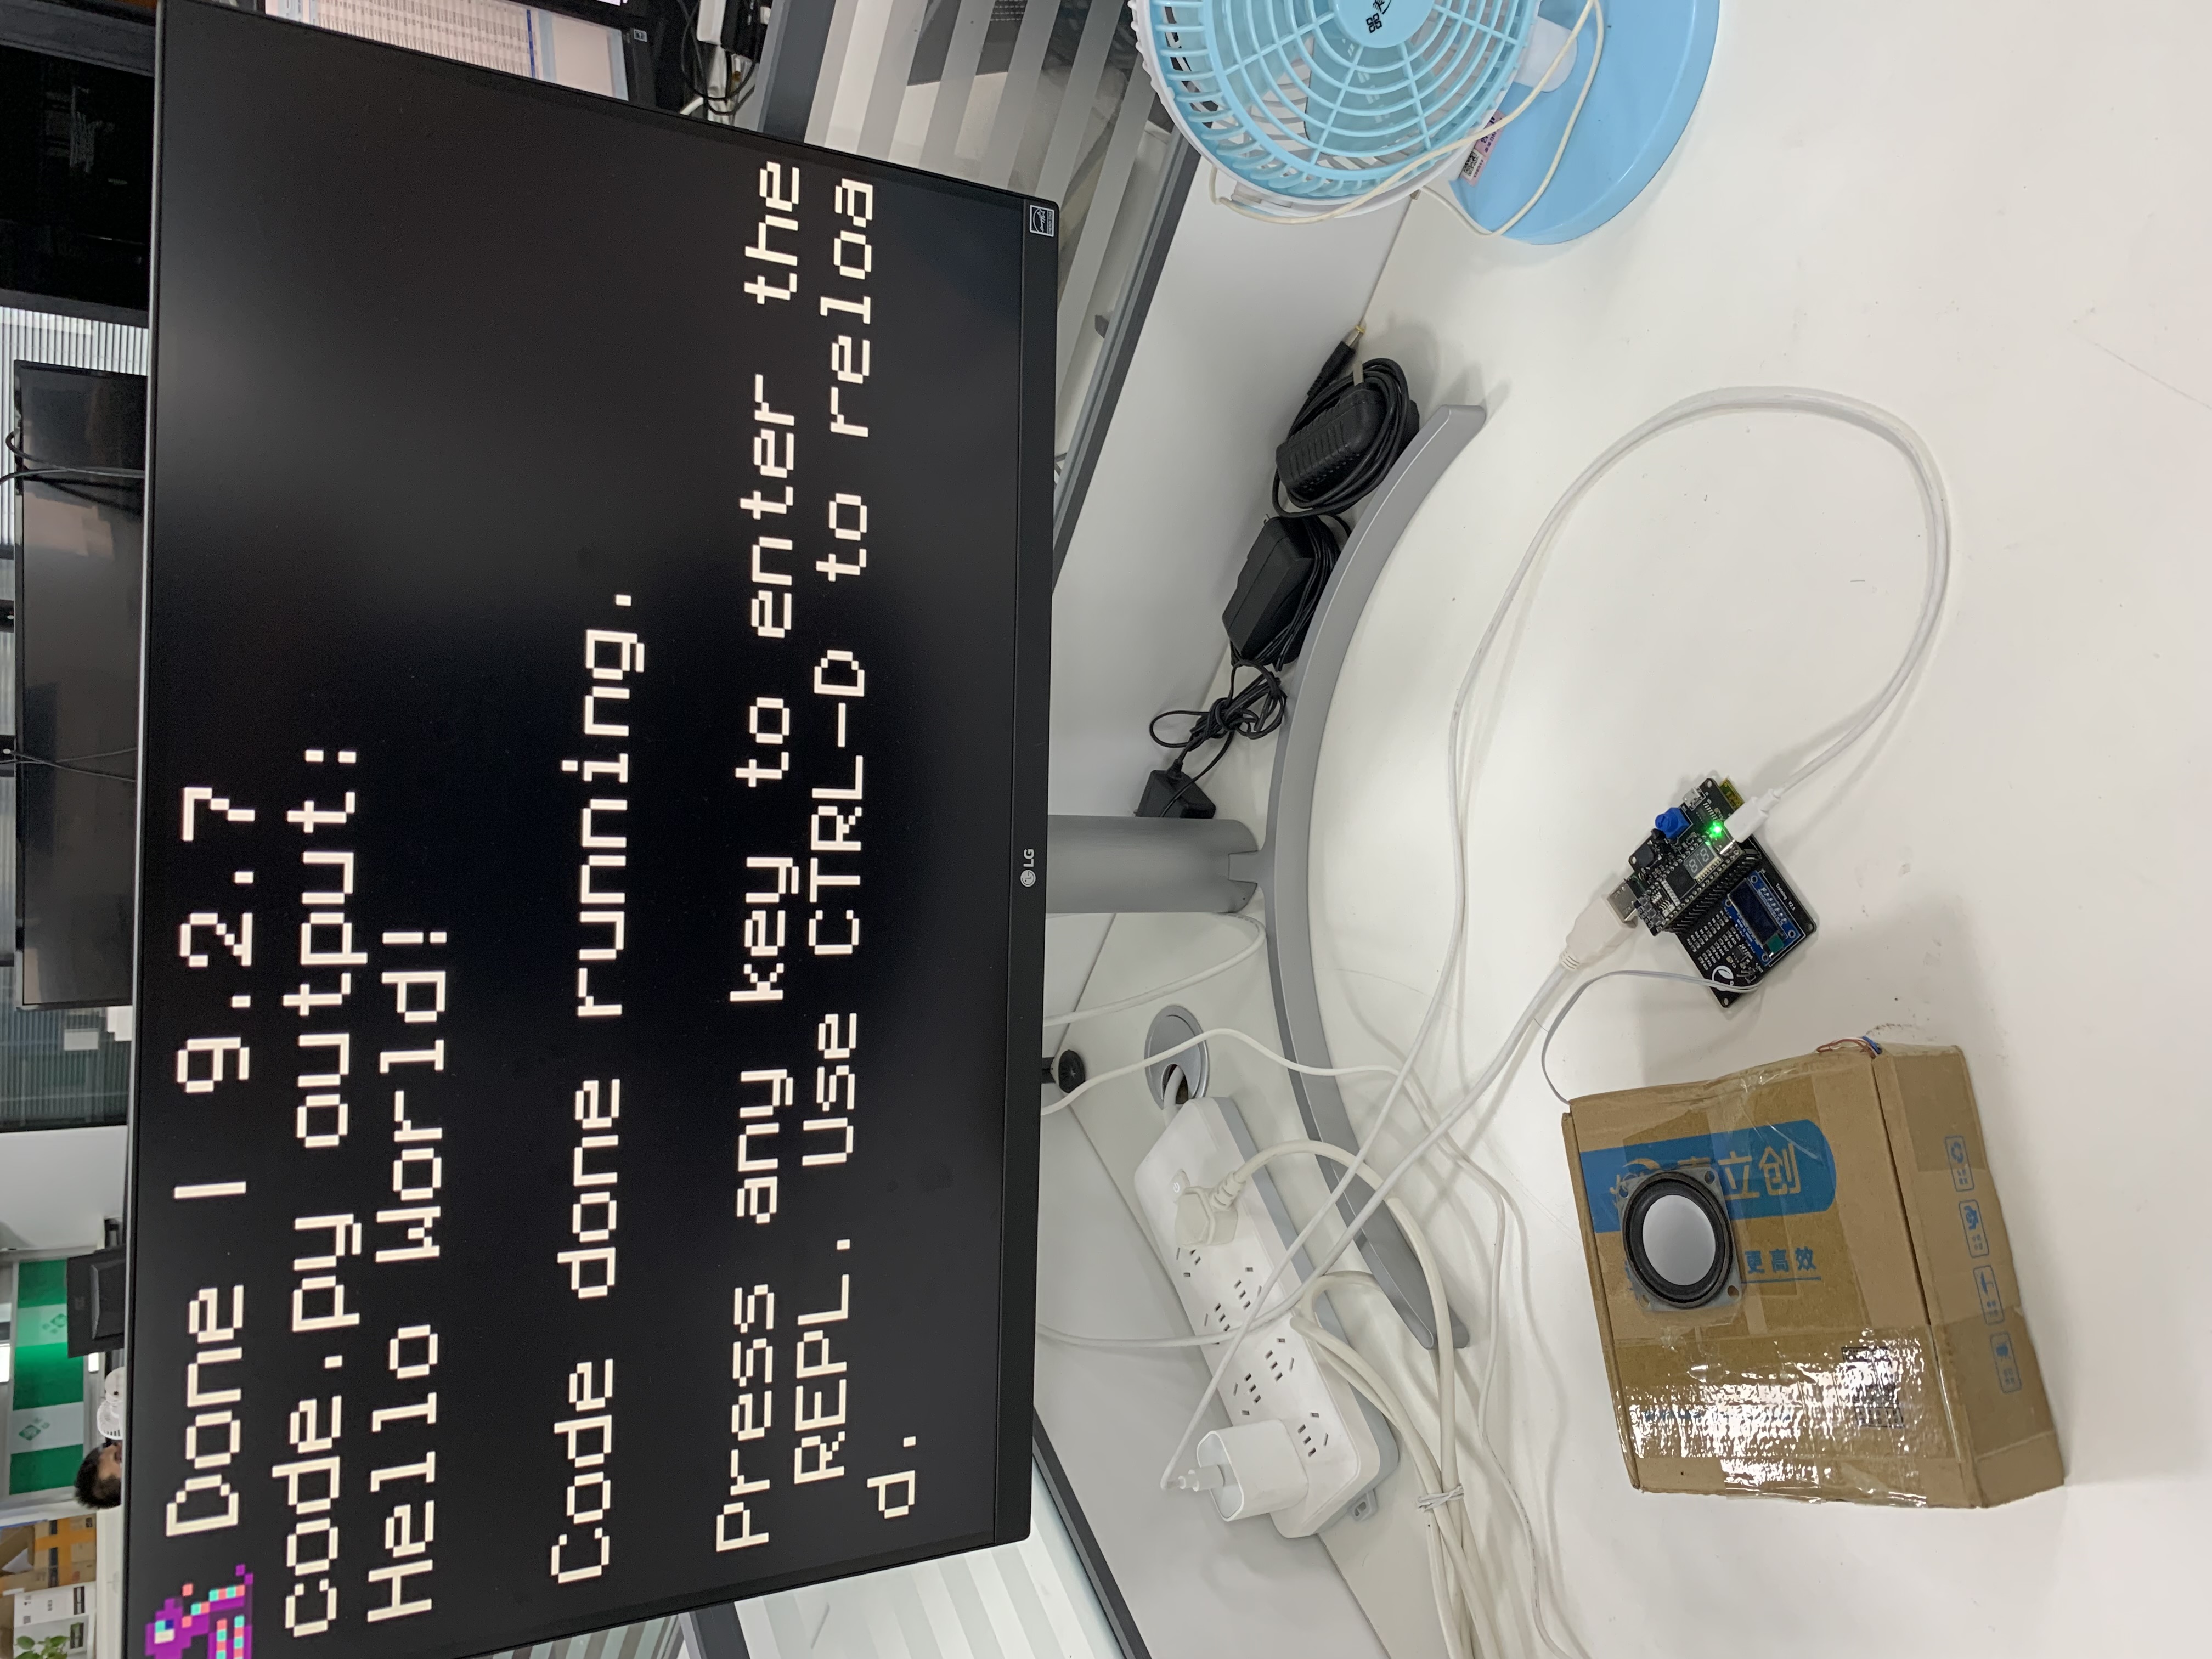 Done | 9.2.7
code.py output:
Hello World!
Code done running.
Press any key to enter the
REPL. Use CTRL-D to reloa
d.
LG
立创
更高效